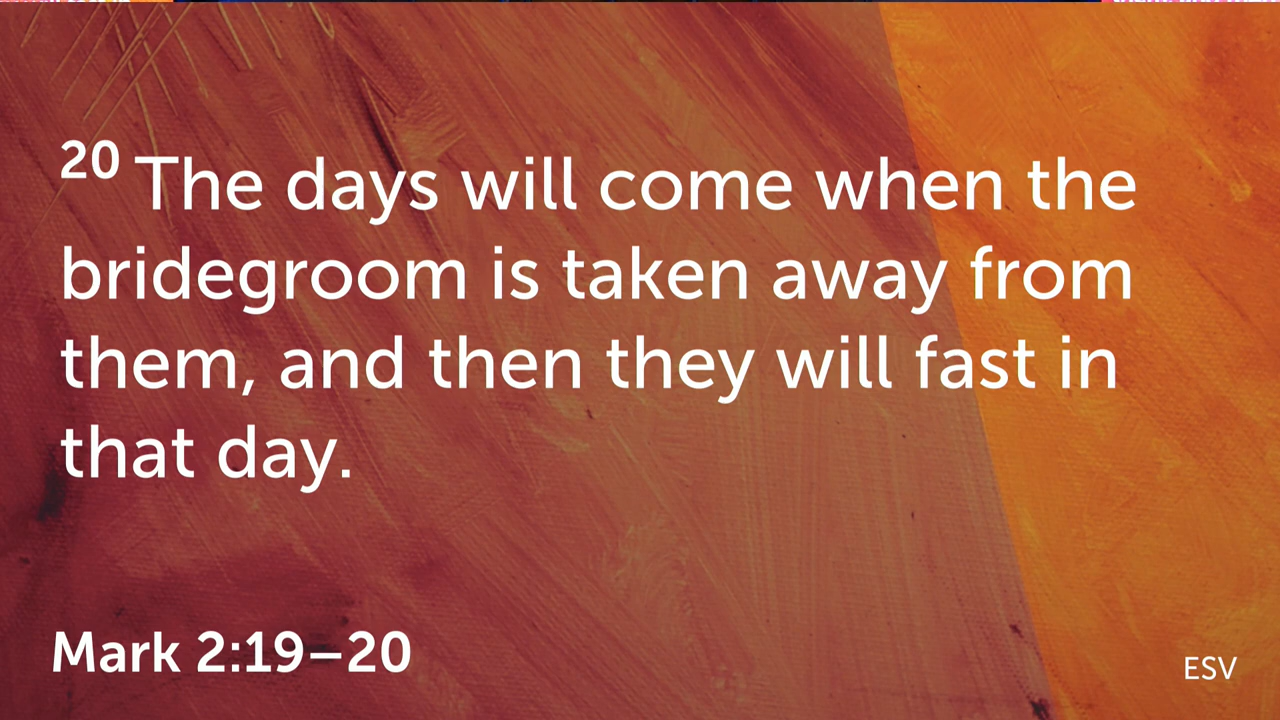 20 The days will come when the
bridegroom is taken away from
them, and then they will fast in
that day.
Mark 2:19–20
ESV